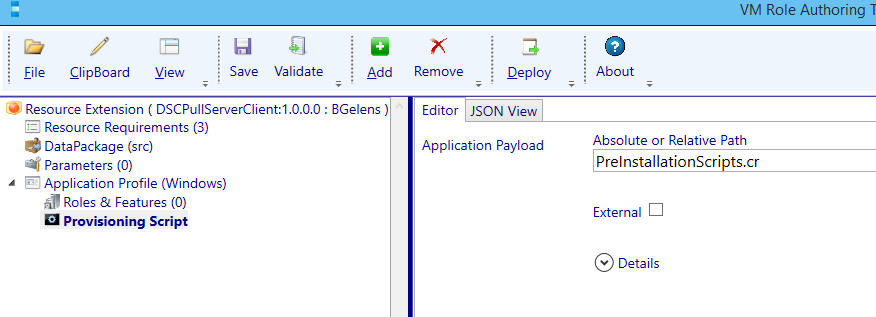 VM Role Authoring T
File ClipBoard View Save Validate Add Remove Deploy About
Resource Extension ( DSCPullServerClient:1.0.0.0 : BGelens )
Resource Requirements (3)
DataPackage (src)
Parameters (0)
Application Profile (Windows)
Roles & Features (0)
Provisioning Script
Editor JSON View
Application Payload
Absolute or Relative Path
PreInstallationScripts.cr
External
Details